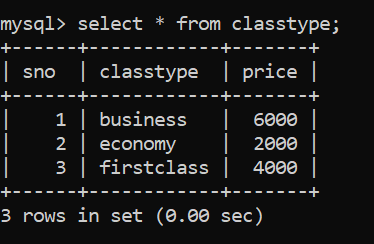 mysql> select * from classtype;
+------+------------+-------+
| sno  | classtype  | price |
+------+------------+-------+
|    1 | business   |  6000 |
|    2 | economy    |  2000 |
|    3 | firstclass |  4000 |
+------+------------+-------+
3 rows in set (0.00 sec)